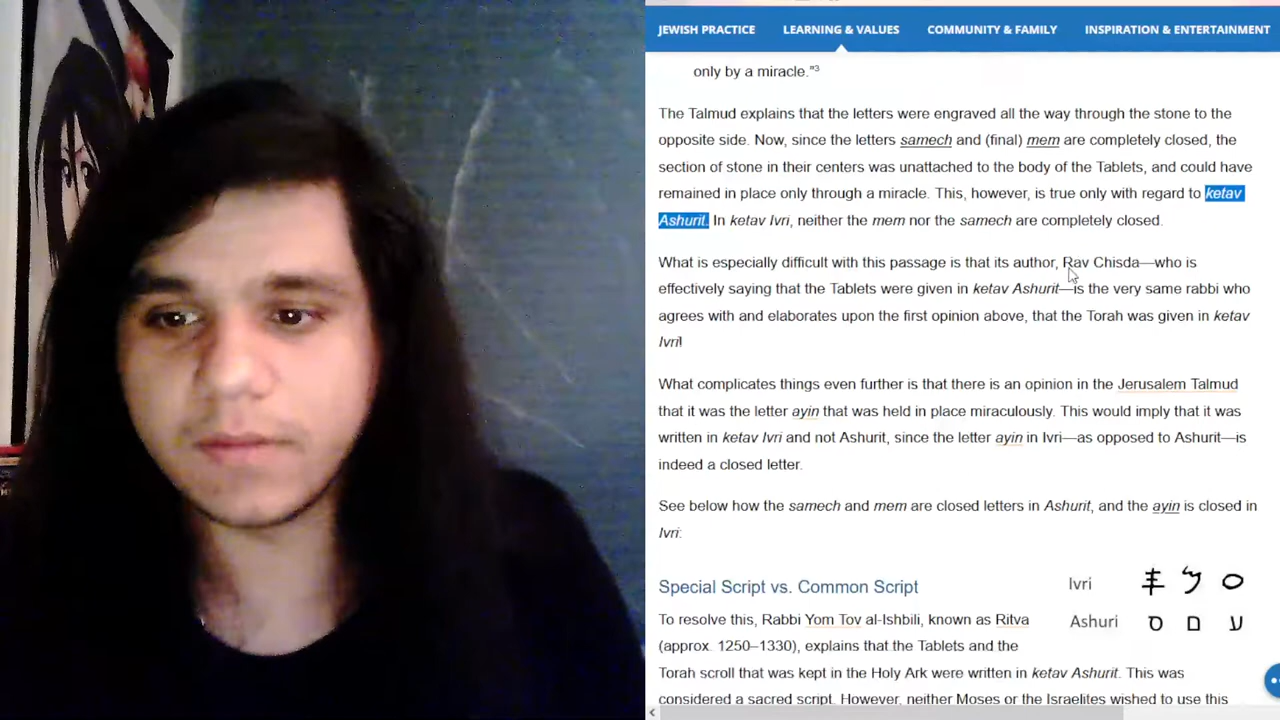 JEWISH PRACTICE LEARNING & VALUES COMMUNITY & FAMILY INSPIRATION & ENTERTAINMENT
only by a miracle."3
The Talmud explains that the letters were engraved all the way through the stone to the
opposite side. Now, since the letters samech and (final) mem are completely closed, the
section of stone in their centers was unattached to the body of the Tablets, and could have
remained in place only through a miracle. This, however, is true only with regard to ketav
Ashurit. In ketav Ivri, neither the mem nor the samech are completely closed.
What is especially difficult with this passage is that its author, Rav Chisda—who is
effectively saying that the Tablets were given in ketav Ashurit—is the very same rabbi who
agrees with and elaborates upon the first opinion above, that the Torah was given in ketav
Ivri!
What complicates things even further is that there is an opinion in the Jerusalem Talmud
that it was the letter ayin that was held in place miraculously. This would imply that it was
written in ketav Ivri and not Ashurit, since the letter ayin in Ivri—as opposed to Ashurit—is
indeed a closed letter.
See below how the samech and mem are closed letters in Ashurit, and the ayin is closed in
Ivri:
Special Script vs. Common Script
Ivri 𐤎 𐤌 𐤏
Ashuri ס ם ע
To resolve this, Rabbi Yom Tov al-Ishbili, known as Ritva
(approx. 1250–1330), explains that the Tablets and the
Torah scroll that was kept in the Holy Ark were written in ketav Ashurit. This was
considered a sacred script. However, neither Moses or the Israelites wished to use this